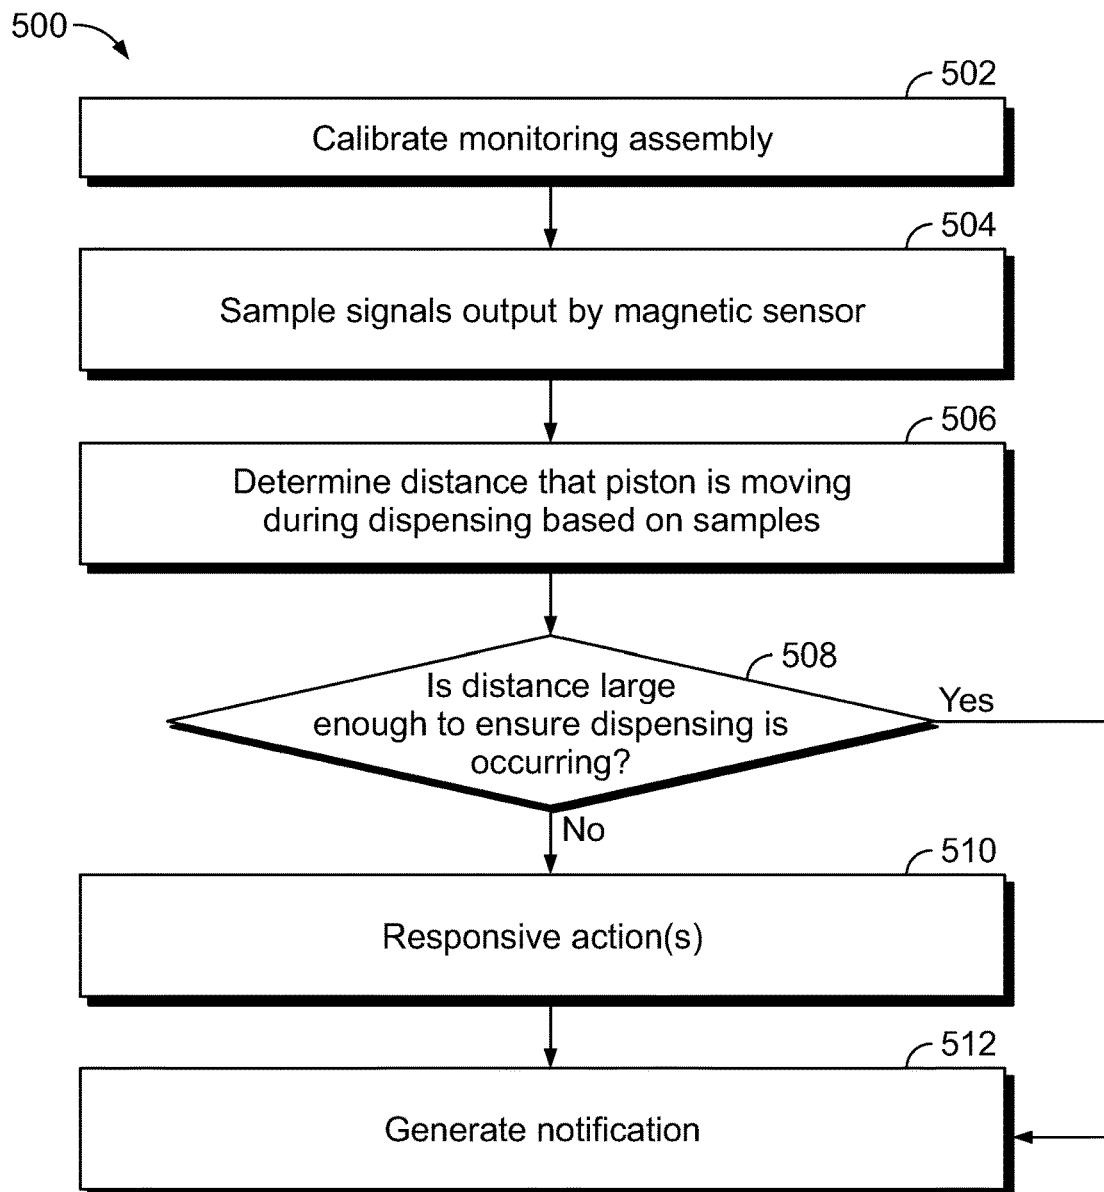 500
502
Calibrate monitoring assembly
504
Sample signals output by magnetic sensor
506
Determine distance that piston is moving
during dispensing based on samples
508
Is distance large
enough to ensure dispensing is
occurring?
Yes
No
510
Responsive action(s)
512
Generate notification